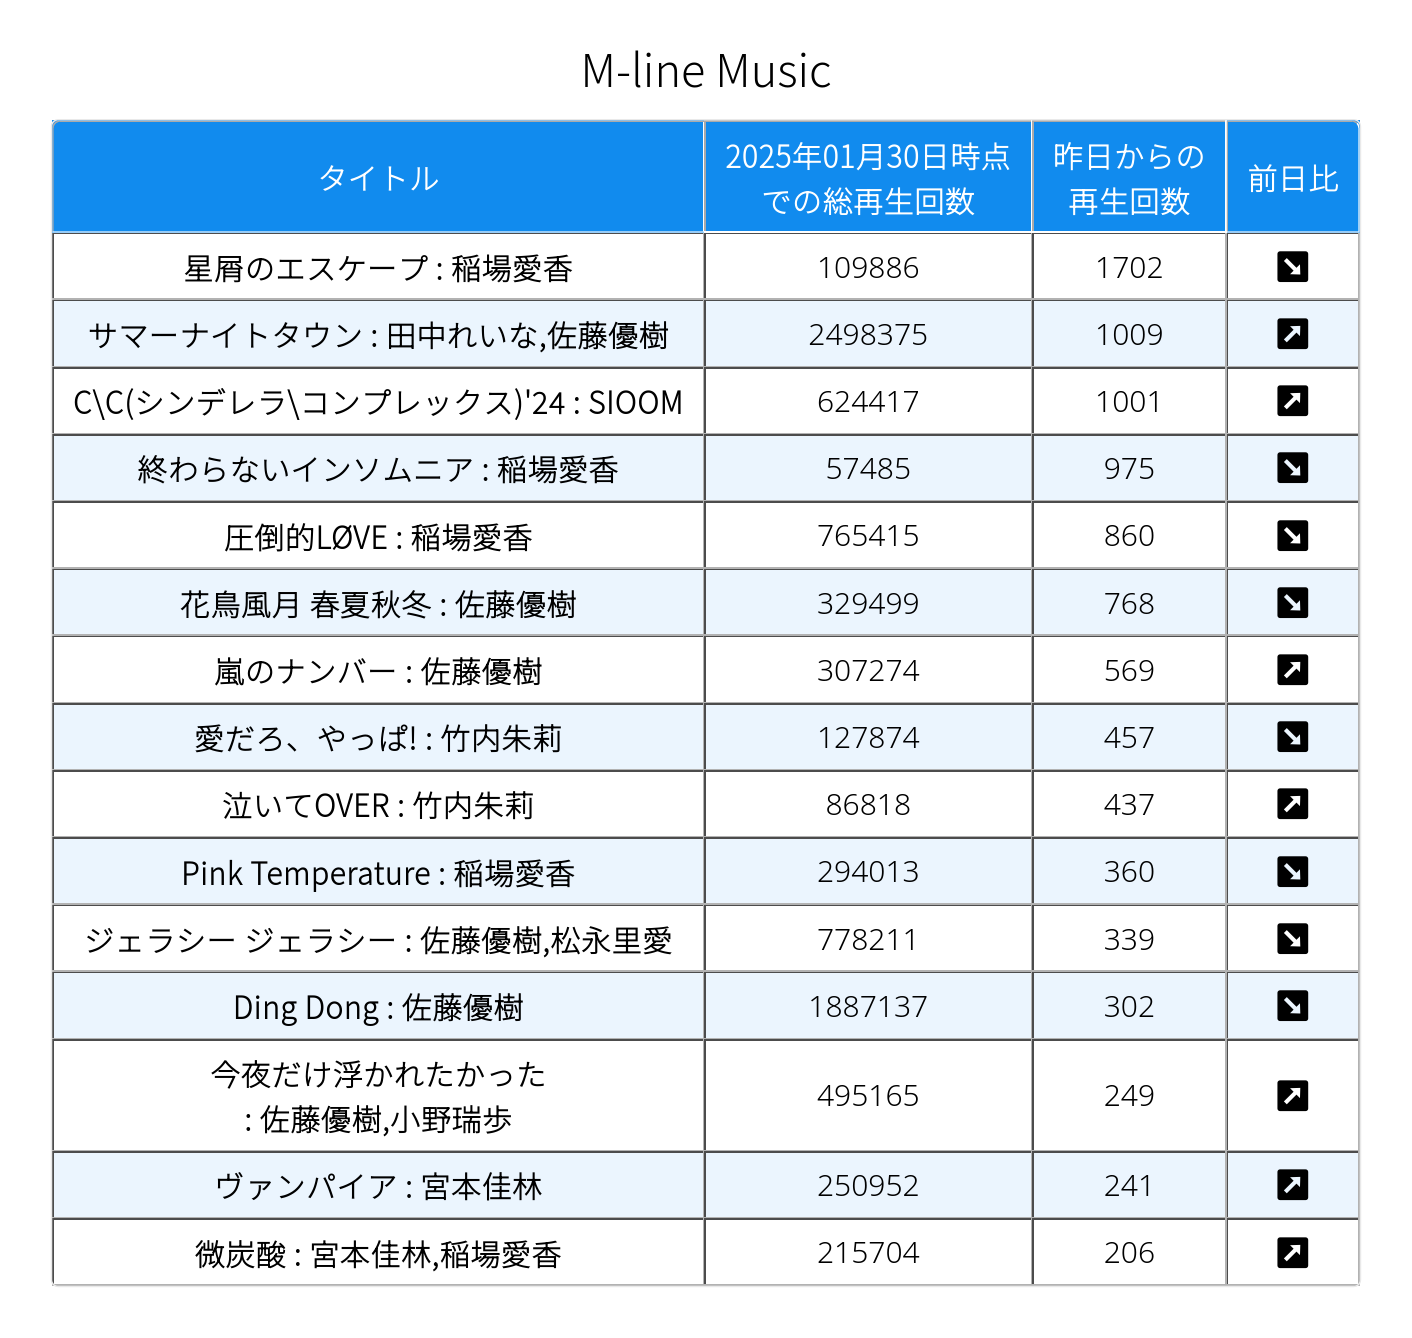 M-line Music
タイトル
2025年01月30日時点
での総再生回数
昨日からの
再生回数
前日比
星屑のエスケープ : 稲場愛香 109886 1702
サマーナイトタウン : 田中れいな,佐藤優樹 2498375 1009
C\C(シンデレラ\コンプレックス)'24 : SIOOM 624417 1001
終わらないインソムニア : 稲場愛香 57485 975
圧倒的LØVE : 稲場愛香 765415 860
花鳥風月 春夏秋冬 : 佐藤優樹 329499 768
嵐のナンバー : 佐藤優樹 307274 569
愛だろ、やっぱ! : 竹内朱莉 127874 457
泣いてOVER : 竹内朱莉 86818 437
Pink Temperature : 稲場愛香 294013 360
ジェラシー ジェラシー : 佐藤優樹,松永里愛 778211 339
Ding Dong : 佐藤優樹 1887137 302
今夜だけ浮かれたかった
: 佐藤優樹,小野瑞歩 495165 249
ヴァンパイア : 宮本佳林 250952 241
微炭酸 : 宮本佳林,稲場愛香 215704 206